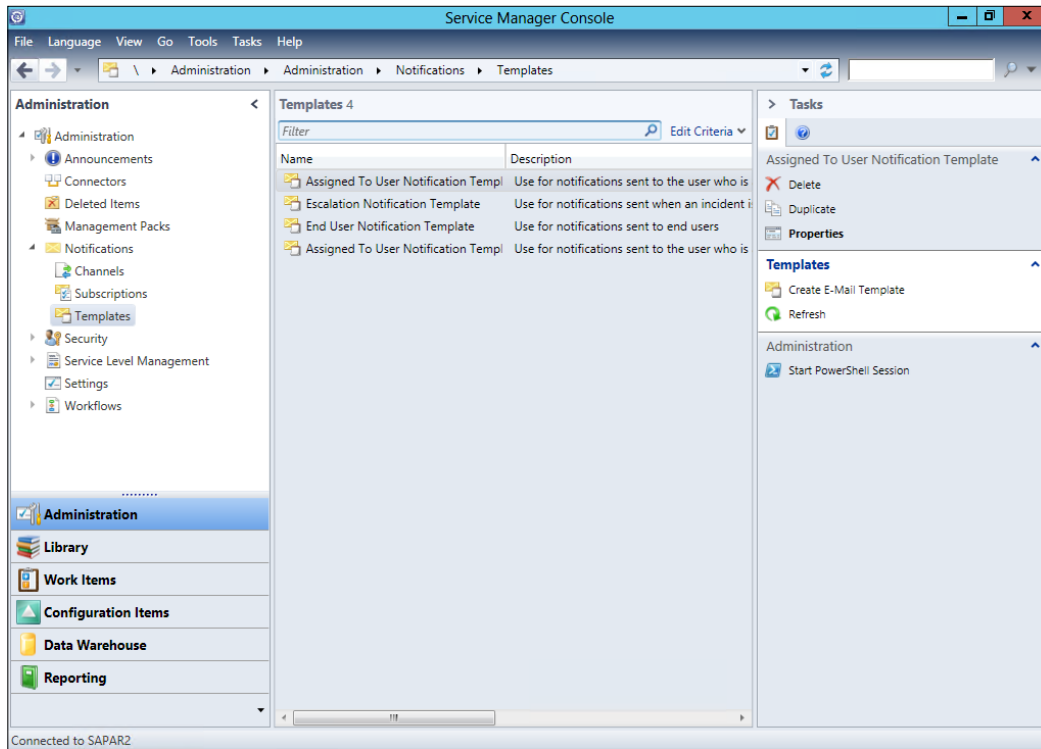 Service Manager Console
File Language View Go Tools Tasks Help
\ Administration Administration Notifications Templates
Administration
Administration
Announcements
Connectors
Deleted Items
Management Packs
Notifications
Channels
Subscriptions
Templates
Security
Service Level Management
Settings
Workflows
Administration
Library
Work Items
Configuration Items
Data Warehouse
Reporting
Templates 4
Filter Edit Criteria
Name Description
Assigned To User Notification Templ Use for notifications sent to the user who is
Escalation Notification Template Use for notifications sent when an incident i
End User Notification Template Use for notifications sent to end users
Assigned To User Notification Templ Use for notifications sent to the user who is
> Tasks
Assigned To User Notification Template
Delete
Duplicate
Properties
Templates
Create E-Mail Template
Refresh
Administration
Start PowerShell Session
Connected to SAPAR2